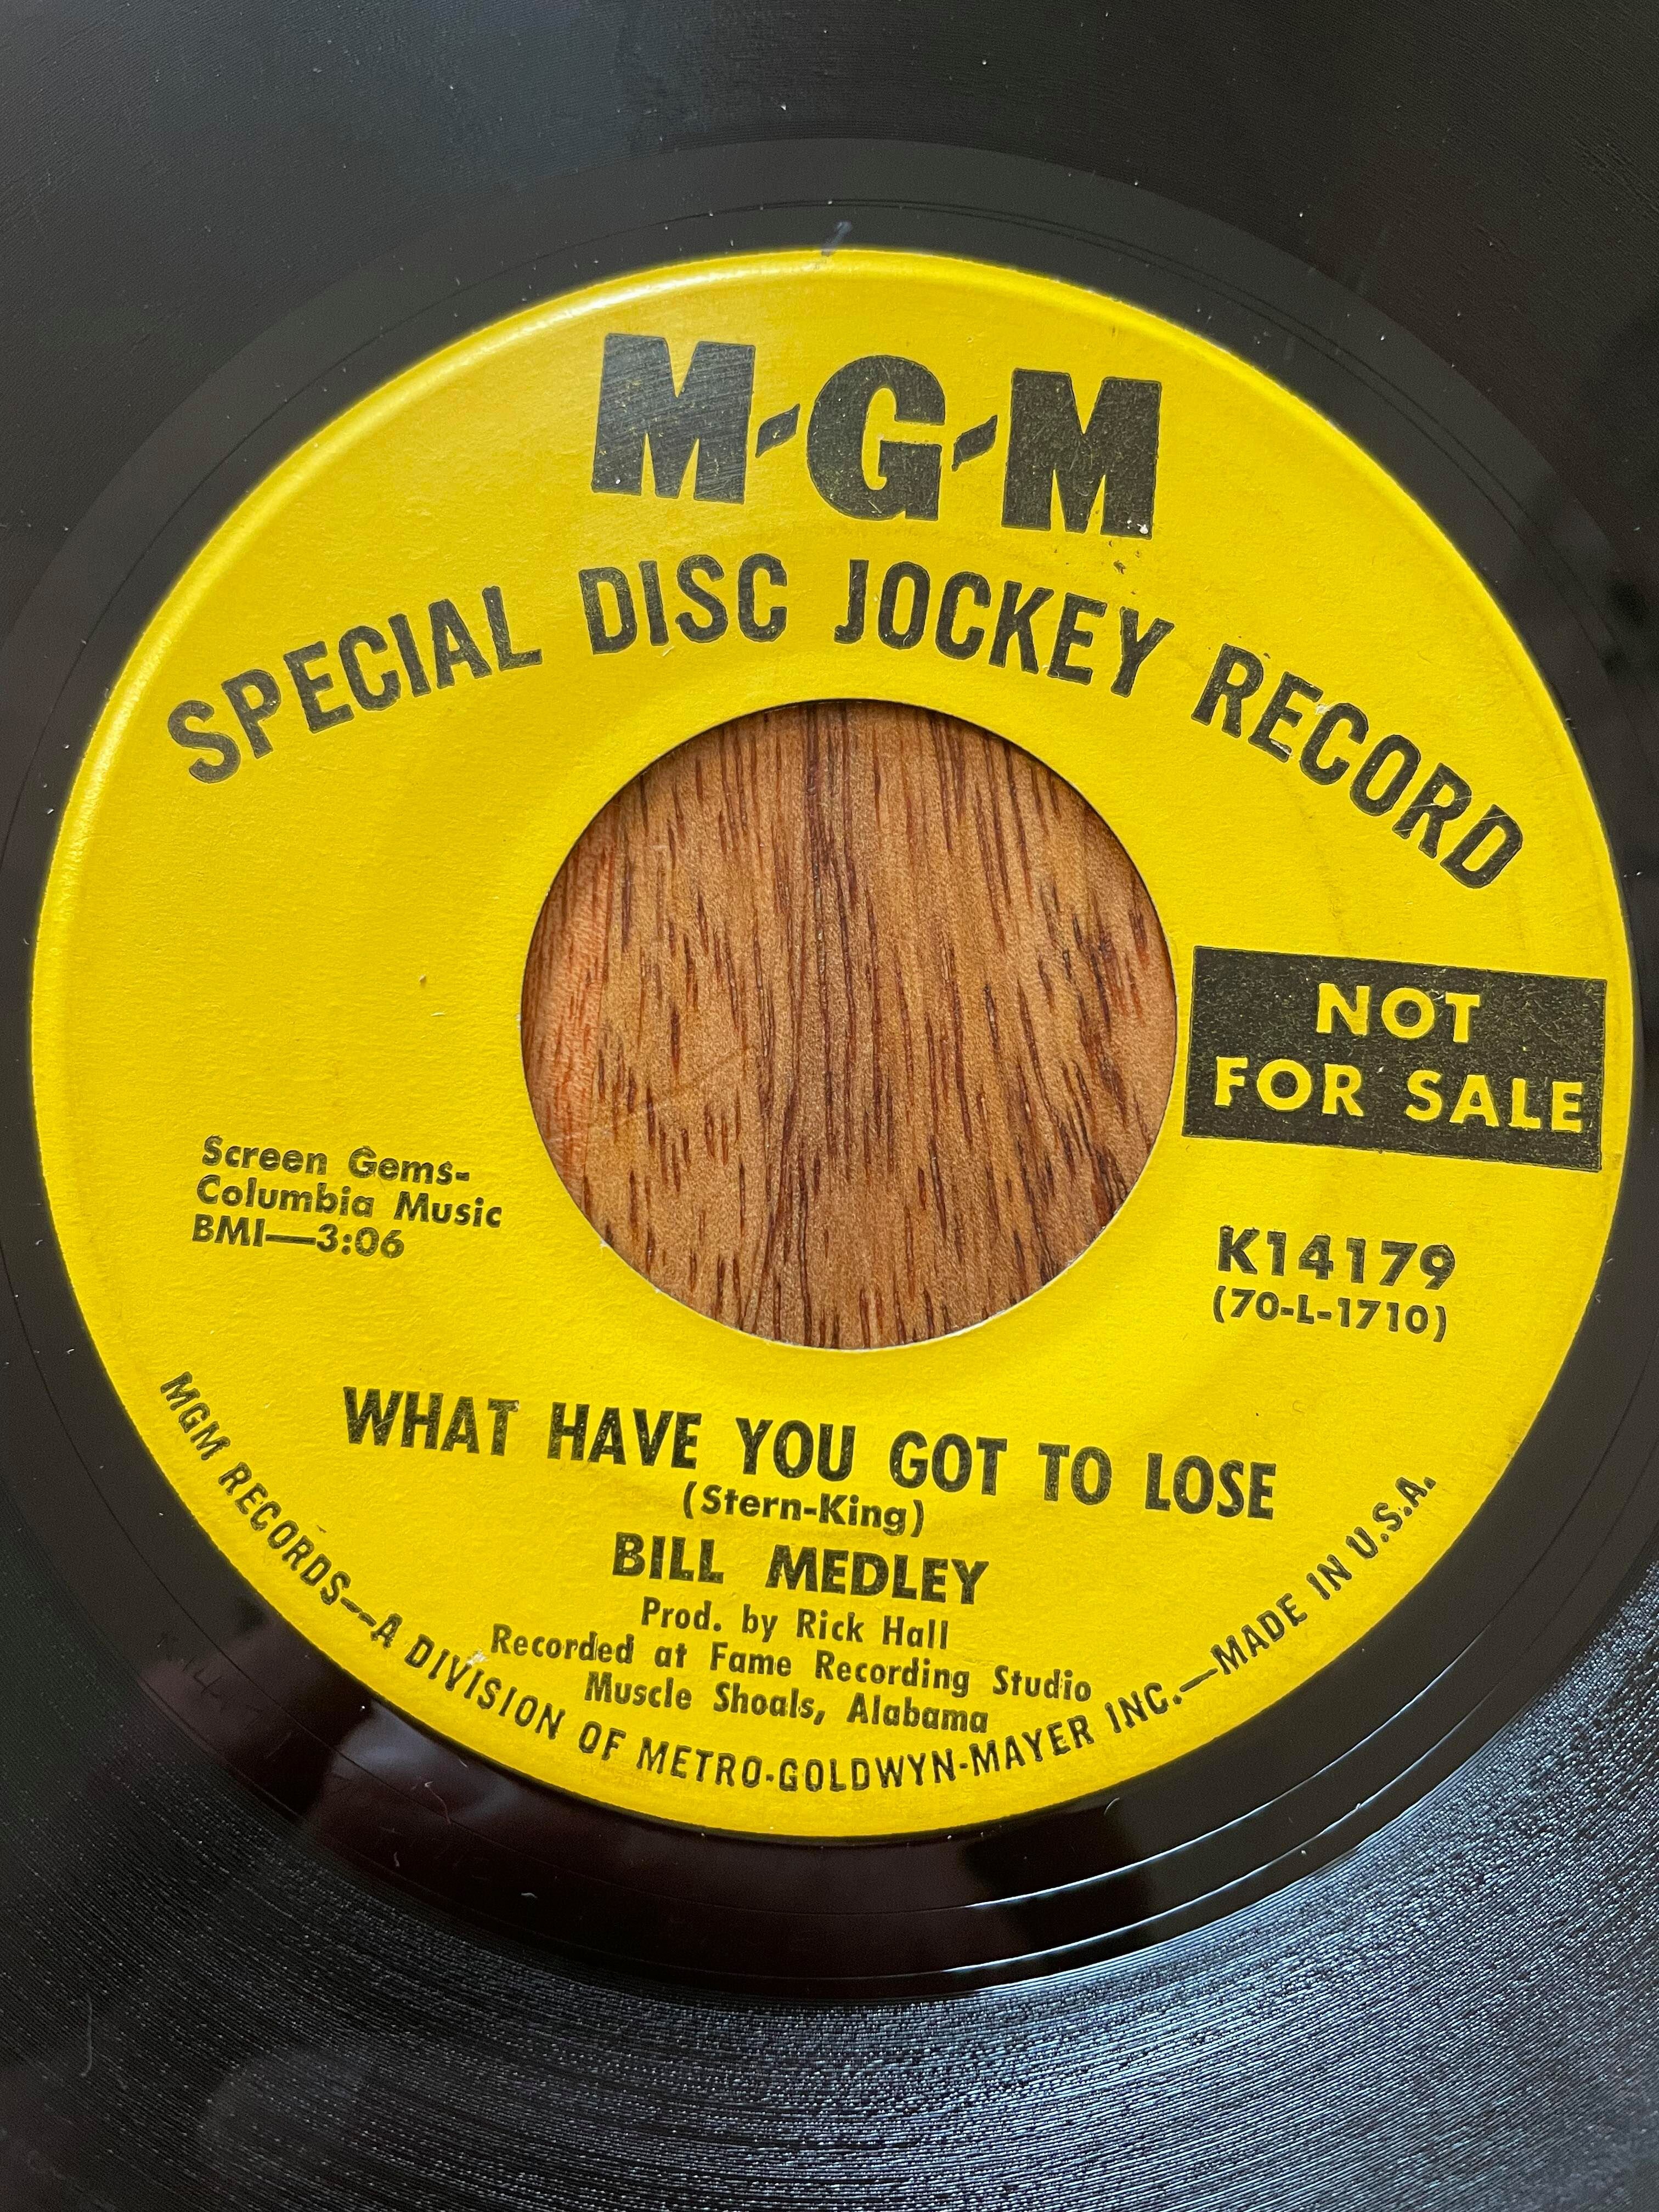 M-G-M
SPECIAL DISC JOCKEY RECORD
NOT
FOR SALE
Screen Gems-
Columbia Music
BMI—3:06
K14179
(70-L-1710)
WHAT HAVE YOU GOT TO LOSE
(Stern-King)
BILL MEDLEY
Prod. by Rick Hall
Recorded at Fame Recording Studio
Muscle Shoals, Alabama
MGM RECORDS—A DIVISION OF METRO-GOLDWYN-MAYER INC.—MADE IN U.S.A.